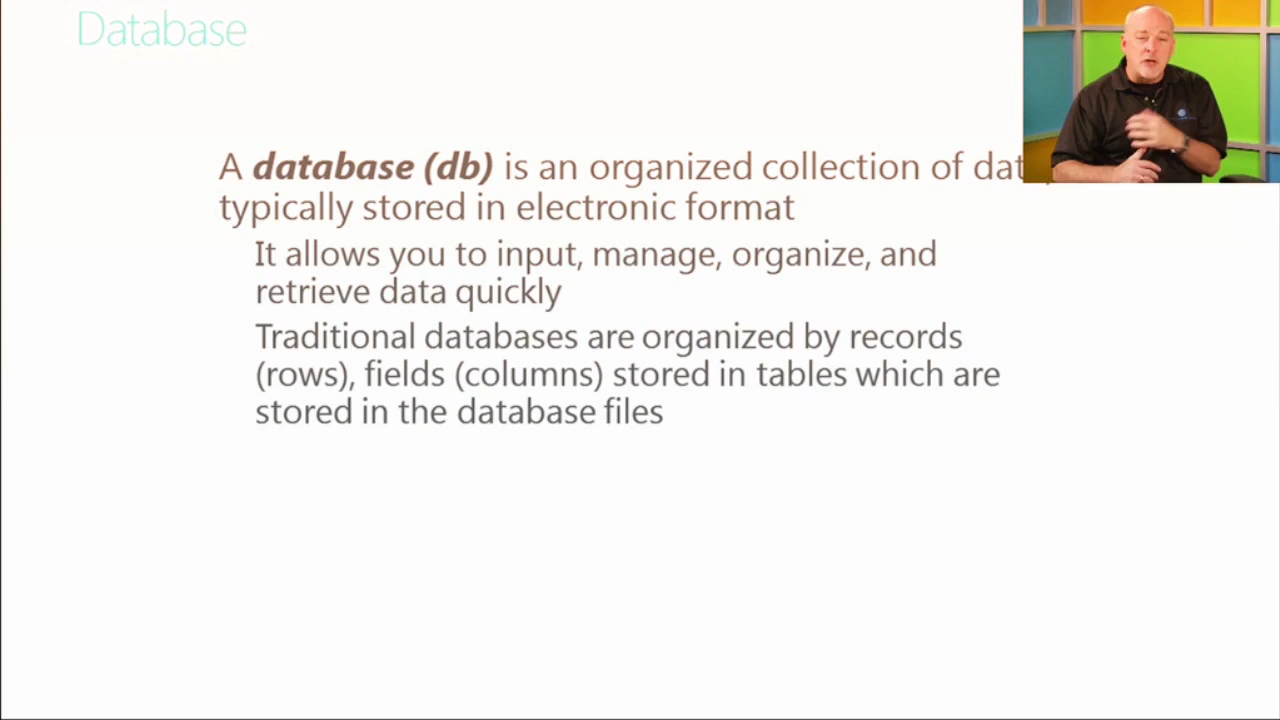 Database
A database (db) is an organized collection of
typically stored in electronic format
It allows you to input, manage, organize, and
retrieve data quickly
Traditional databases are organized by records
(rows), fields (columns) stored in tables which are
stored in the database files